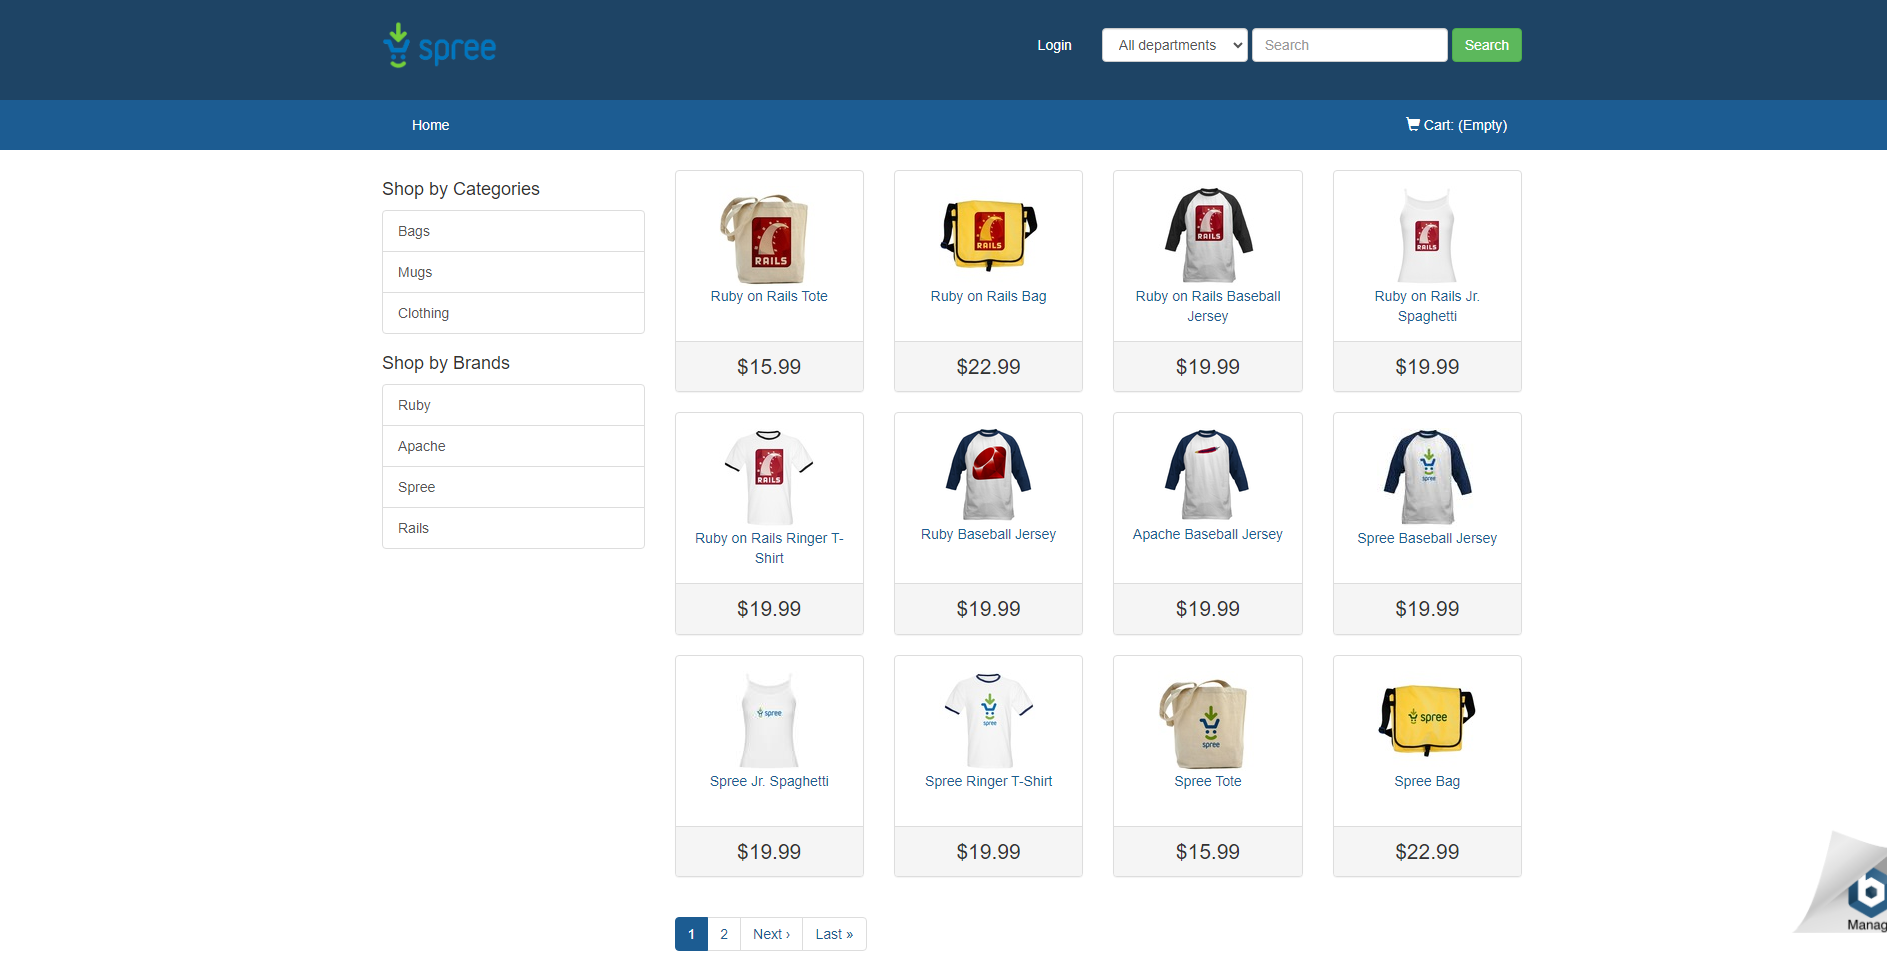 spree
Login
All departments
Search
Search
Home
Cart: (Empty)
Shop by Categories
Bags
Mugs
Clothing
Shop by Brands
Ruby
Apache
Spree
Rails
RAILS
Ruby on Rails Tote
$15.99
RAILS
Ruby on Rails Bag
$22.99
RAILS
Ruby on Rails Baseball
Jersey
$19.99
RAILS
Ruby on Rails Jr.
Spaghetti
$19.99
RAILS
Ruby on Rails Ringer T-
Shirt
$19.99
Ruby Baseball Jersey
$19.99
Apache Baseball Jersey
$19.99
spree
Spree Baseball Jersey
$19.99
spree
Spree Jr. Spaghetti
$19.99
spree
Spree Ringer T-Shirt
$19.99
spree
Spree Tote
$15.99
spree
Spree Bag
$22.99
1
2
Next ›
Last »
b
Manag